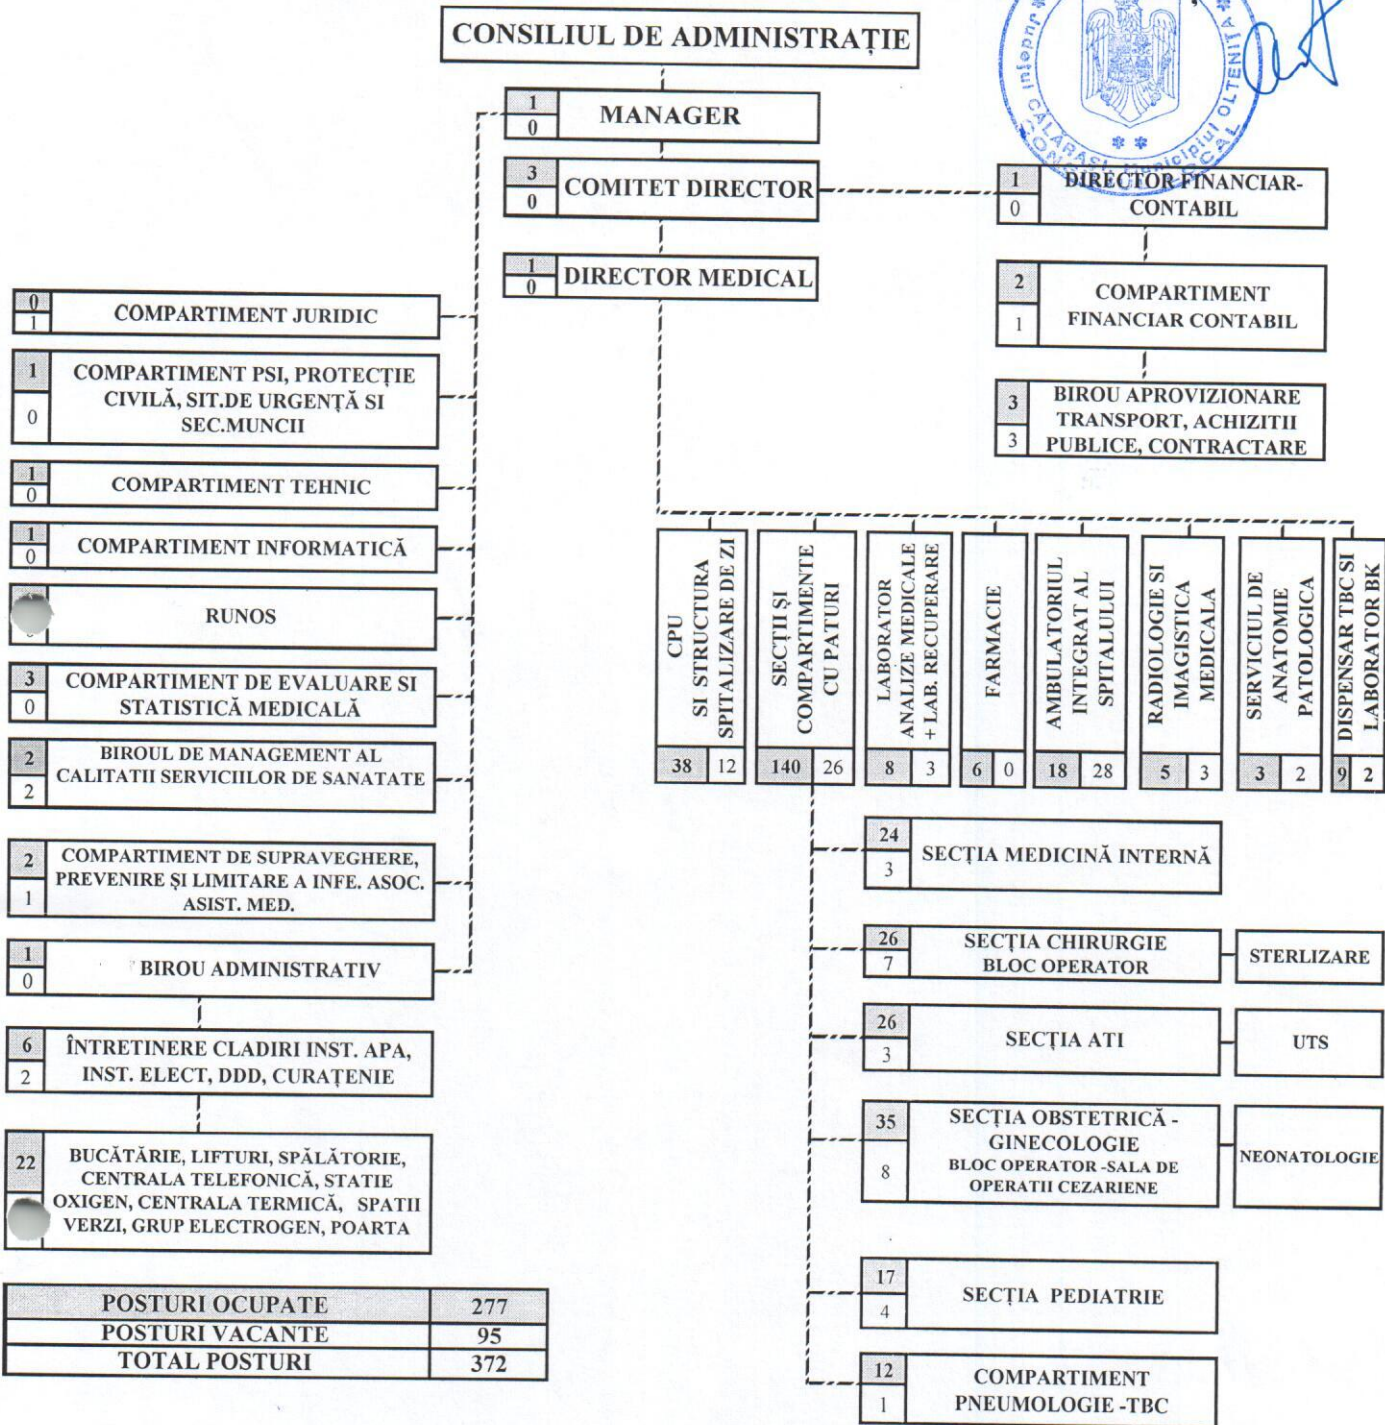 CONSILIUL DE ADMINISTRAȚIE
Județul CĂLĂRAȘI, Municipiul OLTENIȚA
1
0
MANAGER
3
0
COMITET DIRECTOR
1
0
DIRECTOR FINANCIAR-
CONTABIL
1
0
DIRECTOR MEDICAL
2
1
COMPARTIMENT
FINANCIAR CONTABIL
3
3
BIROU APROVIZIONARE
TRANSPORT, ACHIZITII
PUBLICE, CONTRACTARE
0
1
COMPARTIMENT JURIDIC
1
0
COMPARTIMENT PSI, PROTECȚIE
CIVILĂ, SIT.DE URGENȚĂ SI
SEC.MUNCII
1
0
COMPARTIMENT TEHNIC
1
0
COMPARTIMENT INFORMATICĂ
RUNOS
3
0
COMPARTIMENT DE EVALUARE SI
STATISTICĂ MEDICALĂ
2
2
BIROUL DE MANAGEMENT AL
CALITATII SERVICIILOR DE SANATATE
2
1
COMPARTIMENT DE SUPRAVEGHERE,
PREVENIRE ȘI LIMITARE A INFE. ASOC.
ASIST. MED.
1
0
BIROU ADMINISTRATIV
6
2
ÎNTRETINERE CLADIRI INST. APA,
INST. ELECT, DDD, CURAȚENIE
22
BUCĂTĂRIE, LIFTURI, SPĂLĂTORIE,
CENTRALA TELEFONICĂ, STATIE
OXIGEN, CENTRALA TERMICĂ, SPATII
VERZI, GRUP ELECTROGEN, POARTA
CPU
SI STRUCTURA
SPITALIZARE DE ZI
38 12
SECȚII ȘI
COMPARTIMENTE
CU PATURI
140 26
LABORATOR
ANALIZE MEDICALE
+ LAB. RECUPERARE
8 3
FARMACIE
6 0
AMBULATORIUL
INTEGRAT AL
SPITALULUI
18 28
RADIOLOGIE SI
IMAGISTICA
MEDICALA
5 3
SERVICIUL DE
ANATOMIE
PATOLOGICA
3 2
DISPENSAR TBC SI
LABORATOR BK
9 2
24
3
SECȚIA MEDICINĂ INTERNĂ
26
7
SECȚIA CHIRURGIE
BLOC OPERATOR
STERLIZARE
26
3
SECȚIA ATI
UTS
35
8
SECȚIA OBSTETRICĂ -
GINECOLOGIE
BLOC OPERATOR -SALA DE
OPERATII CEZARIENE
NEONATOLOGIE
17
4
SECȚIA PEDIATRIE
12
1
COMPARTIMENT
PNEUMOLOGIE -TBC
POSTURI OCUPATE 277
POSTURI VACANTE 95
TOTAL POSTURI 372